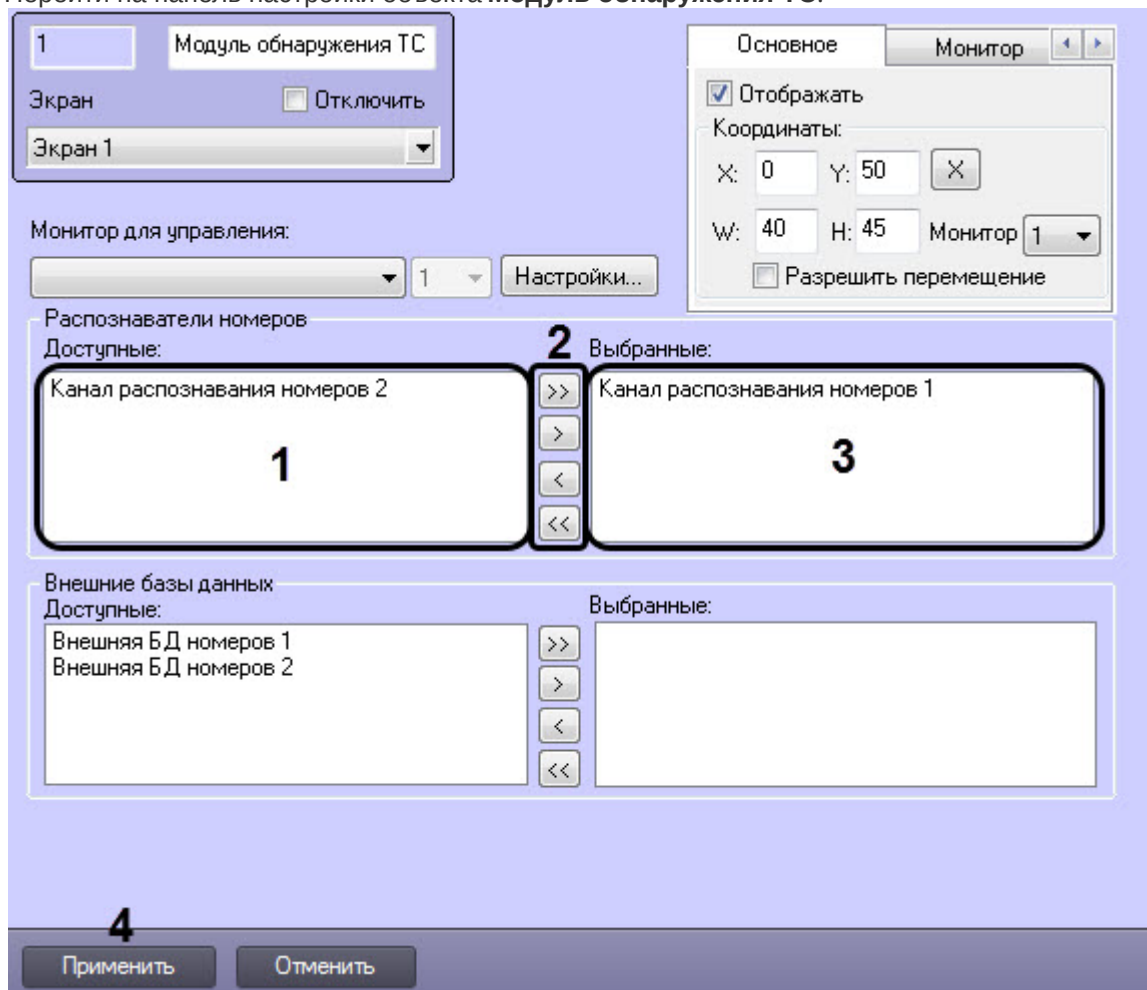 Перейти на панель настройки объекта Модуль обнаружения ТС.
1 Модуль обнаружения ТС
Экран Отключить
Экран 1
Основное Монитор
Отображать
Координаты:
X: 0 Y: 50 X
W: 40 H: 45 Монитор 1
Разрешить перемещение
Монитор для управления:
1 Настройки...
Распознаватели номеров
Доступные: 2 Выбранные:
Канал распознавания номеров 2 >> Канал распознавания номеров 1
>
1 3
<
<<
Внешние базы данных
Доступные: Выбранные:
Внешняя БД номеров 1 >>
Внешняя БД номеров 2
>
<
<<
4
Применить Отменить